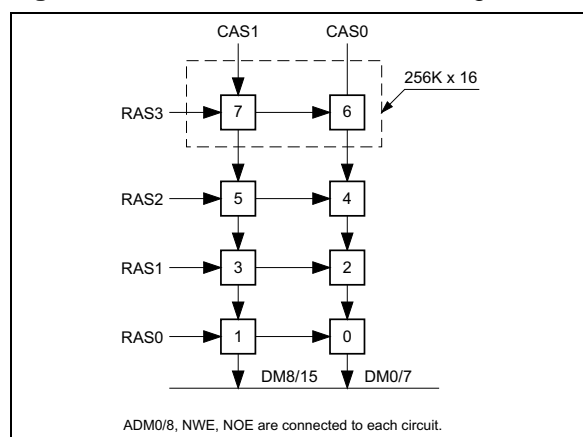 CAS1 CAS0
256K x 16
RAS3 7 6
RAS2 5 4
RAS1 3 2
RAS0 1 0
DM8/15 DM0/7
ADM0/8, NWE, NOE are connected to each circuit.